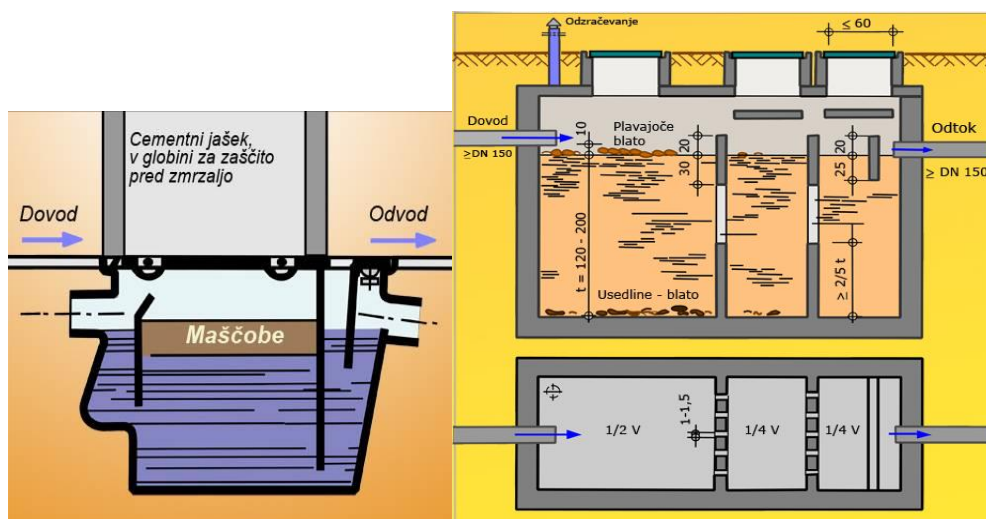 Cementni jašek,
v globini za zaščito
pred zmrzaljo
Dovod
Odvod
Maščobe
Odzračevanje
≤ 60
Dovod
≥DN 150
10
Plavajoče
blato
20
30
20
25
Odtok
≥ DN 150
t = 120 - 200
≥ 2/5 t
Usedline - blato
1/2 V
1-1,5
1/4 V
1/4 V